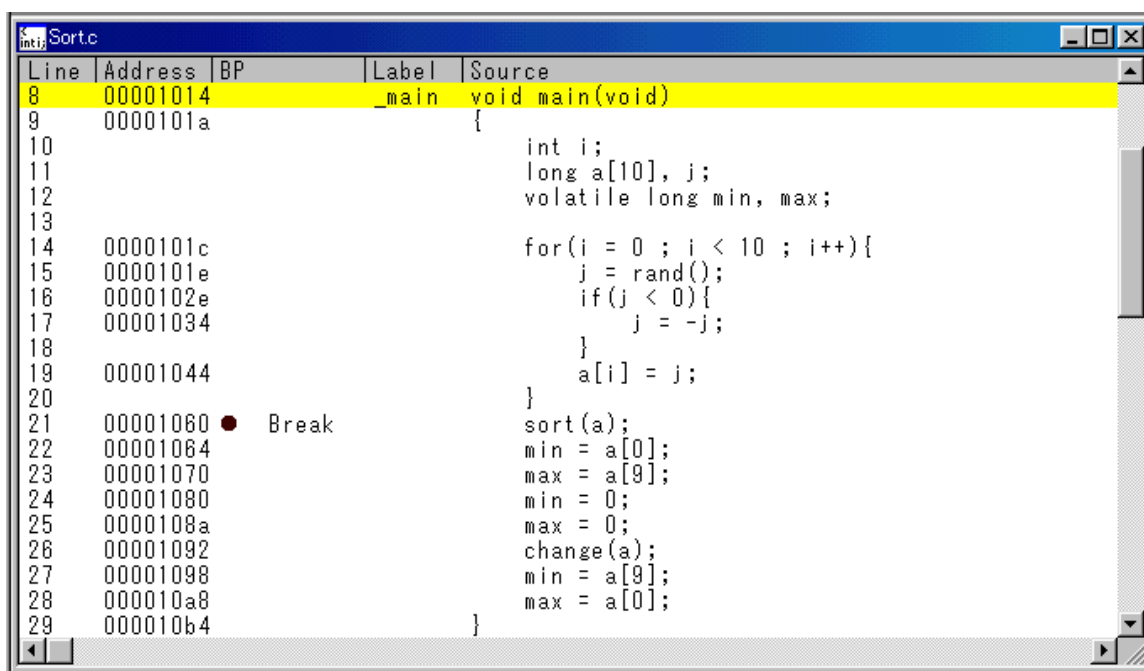 Sort.c
Line Address BP Label Source
8 00001014 _main void main(void)
9 0000101a {
10 int i;
11 long a[10], j;
12 volatile long min, max;
13
14 0000101c for(i = 0 ; i < 10 ; i++){
15 0000101e j = rand();
16 0000102e if(j < 0){
17 00001034 j = -j;
18 }
19 00001044 a[i] = j;
20 }
21 00001060 Break sort(a);
22 00001064 min = a[0];
23 00001070 max = a[9];
24 00001080 min = 0;
25 0000108a max = 0;
26 00001092 change(a);
27 00001098 min = a[9];
28 000010a8 max = a[0];
29 000010b4 }